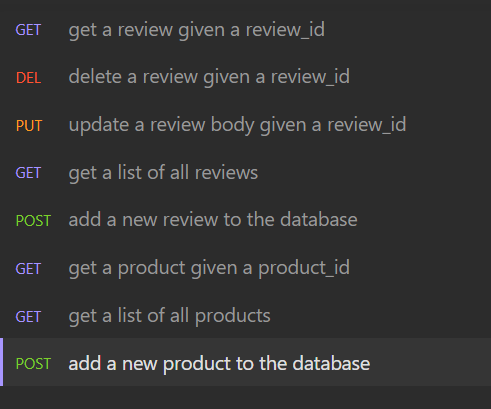 GET get a review given a review_id
DEL delete a review given a review_id
PUT update a review body given a review_id
GET get a list of all reviews
POST add a new review to the database
GET get a product given a product_id
GET get a list of all products
POST add a new product to the database